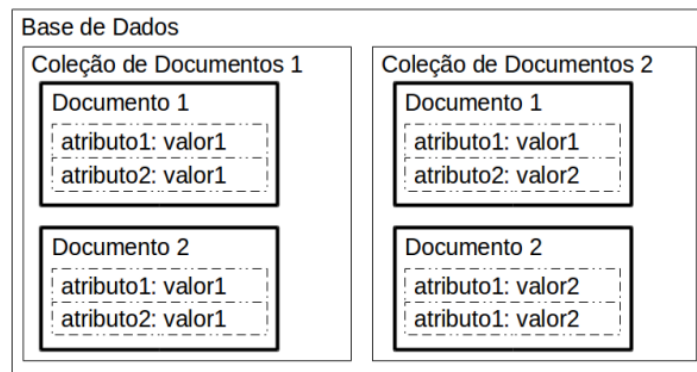 Base de Dados
Coleção de Documentos 1
Documento 1
atributo1: valor1
atributo2: valor1
Documento 2
atributo1: valor1
atributo2: valor1
Coleção de Documentos 2
Documento 1
atributo1: valor1
atributo2: valor2
Documento 2
atributo1: valor2
atributo1: valor2